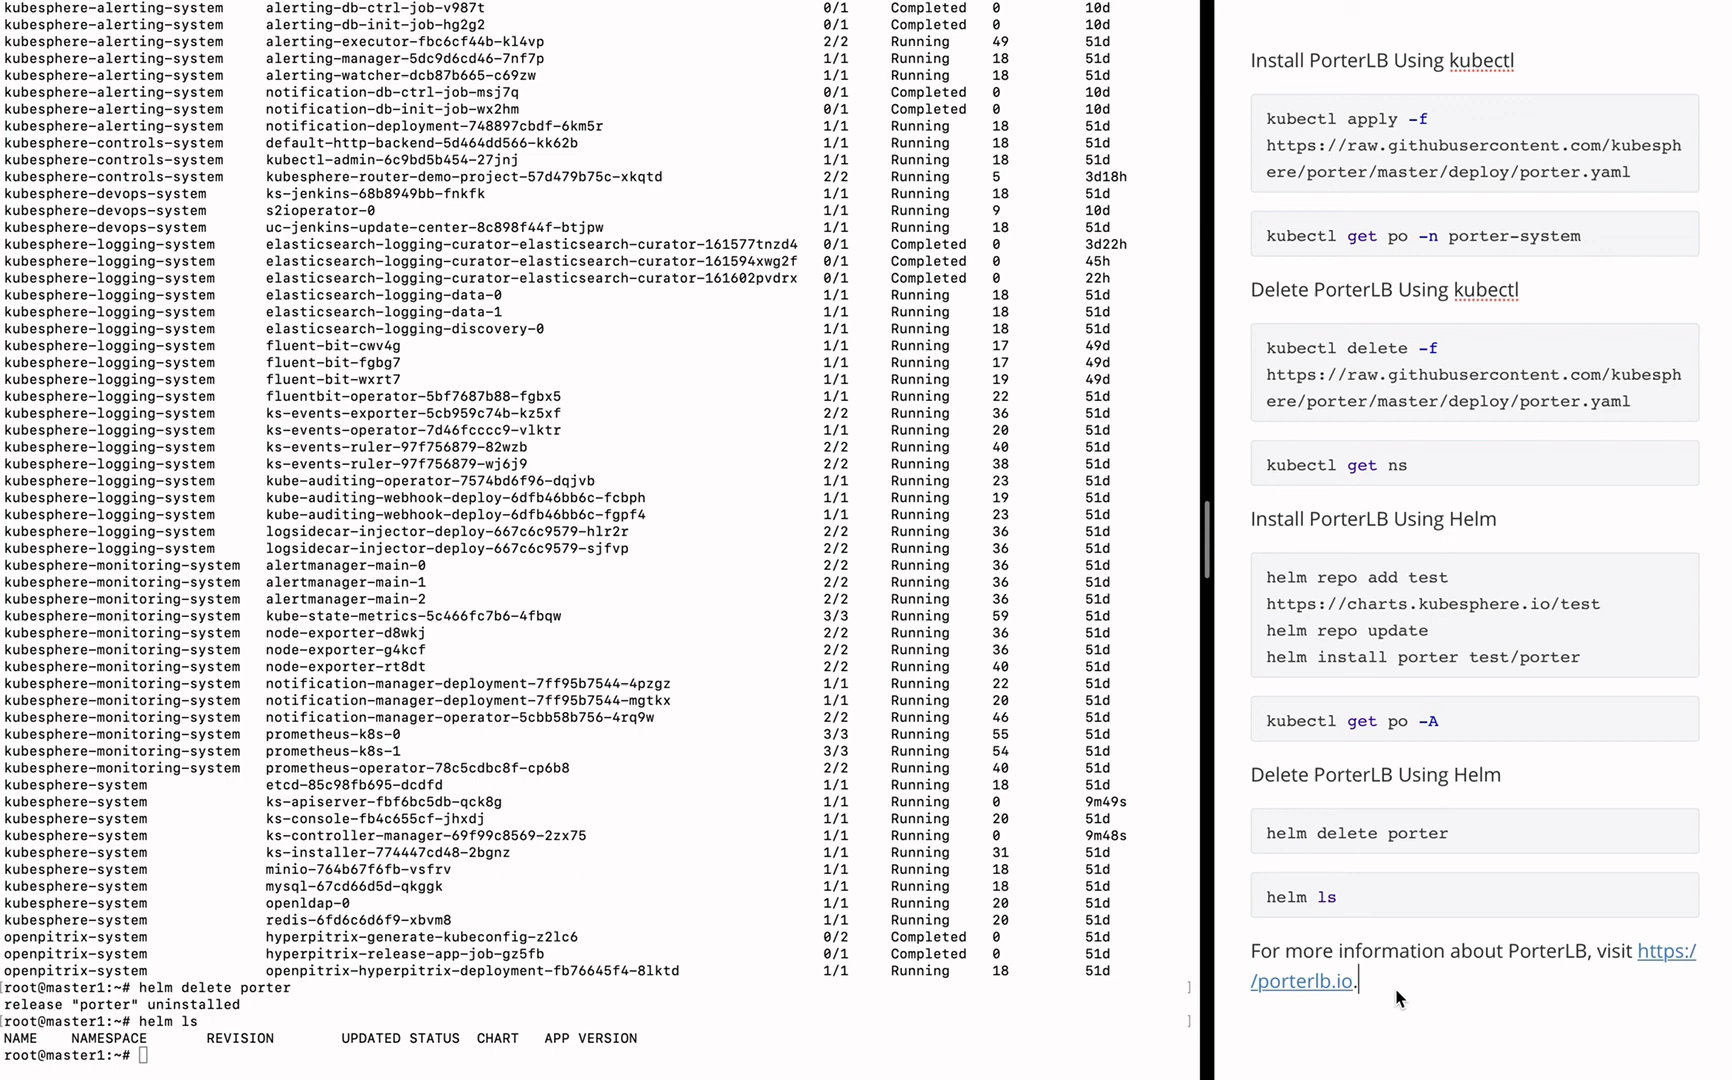 kubesphere-alerting-system alerting-db-ctrl-job-v987t 0/1 Completed 0 10d
kubesphere-alerting-system alerting-db-init-job-hg2g2 0/1 Completed 0 10d
kubesphere-alerting-system alerting-executor-fbc6cf44b-kl4vp 2/2 Running 49 51d
kubesphere-alerting-system alerting-manager-5dc9d6cd46-7nf7p 1/1 Running 18 51d
kubesphere-alerting-system alerting-watcher-dcb87b665-c69zw 1/1 Running 18 51d
kubesphere-alerting-system notification-db-ctrl-job-msj7q 0/1 Completed 0 10d
kubesphere-alerting-system notification-db-init-job-wx2hm 0/1 Completed 0 10d
kubesphere-alerting-system notification-deployment-748897cbdf-6km5r 1/1 Running 18 51d
kubesphere-controls-system default-http-backend-5d464dd566-kk62b 1/1 Running 18 51d
kubesphere-controls-system kubectl-admin-6c9bd5b454-27jnj 1/1 Running 18 51d
kubesphere-controls-system kubesphere-router-demo-project-57d479b75c-xkqtd 2/2 Running 5 3d18h
kubesphere-devops-system ks-jenkins-68b8949bb-fnkfk 1/1 Running 18 51d
kubesphere-devops-system s2ioperator-0 1/1 Running 9 10d
kubesphere-devops-system uc-jenkins-update-center-8c898f44f-btjpw 1/1 Running 18 51d
kubesphere-logging-system elasticsearch-logging-curator-elasticsearch-curator-161577tnzd4 0/1 Completed 0 3d22h
kubesphere-logging-system elasticsearch-logging-curator-elasticsearch-curator-161594xwg2f 0/1 Completed 0 45h
kubesphere-logging-system elasticsearch-logging-curator-elasticsearch-curator-161602pvdrx 0/1 Completed 0 22h
kubesphere-logging-system elasticsearch-logging-data-0 1/1 Running 18 51d
kubesphere-logging-system elasticsearch-logging-data-1 1/1 Running 18 51d
kubesphere-logging-system elasticsearch-logging-discovery-0 1/1 Running 18 51d
kubesphere-logging-system fluent-bit-cwv4g 1/1 Running 17 49d
kubesphere-logging-system fluent-bit-fgbg7 1/1 Running 17 49d
kubesphere-logging-system fluent-bit-wxrt7 1/1 Running 19 49d
kubesphere-logging-system fluentbit-operator-5bf7687b88-fgbx5 1/1 Running 22 51d
kubesphere-logging-system ks-events-exporter-5cb959c74b-kz5xf 2/2 Running 36 51d
kubesphere-logging-system ks-events-operator-7d46fcccc9-vlktr 1/1 Running 20 51d
kubesphere-logging-system ks-events-ruler-97f756879-82wzb 2/2 Running 40 51d
kubesphere-logging-system ks-events-ruler-97f756879-wj6j9 2/2 Running 38 51d
kubesphere-logging-system kube-auditing-operator-7574bd6f96-dqjvb 1/1 Running 23 51d
kubesphere-logging-system kube-auditing-webhook-deploy-6dfb46bb6c-fcbph 1/1 Running 19 51d
kubesphere-logging-system kube-auditing-webhook-deploy-6dfb46bb6c-fgpf4 1/1 Running 23 51d
kubesphere-logging-system logsidecar-injector-deploy-667c6c9579-hlr2r 2/2 Running 36 51d
kubesphere-logging-system logsidecar-injector-deploy-667c6c9579-sjfvp 2/2 Running 36 51d
kubesphere-monitoring-system alertmanager-main-0 2/2 Running 36 51d
kubesphere-monitoring-system alertmanager-main-1 2/2 Running 36 51d
kubesphere-monitoring-system alertmanager-main-2 2/2 Running 36 51d
kubesphere-monitoring-system kube-state-metrics-5c466fc7b6-4fbqw 3/3 Running 59 51d
kubesphere-monitoring-system node-exporter-d8wkj 2/2 Running 36 51d
kubesphere-monitoring-system node-exporter-g4kcf 2/2 Running 36 51d
kubesphere-monitoring-system node-exporter-rt8dt 2/2 Running 40 51d
kubesphere-monitoring-system notification-manager-deployment-7ff95b7544-4pzgz 1/1 Running 22 51d
kubesphere-monitoring-system notification-manager-deployment-7ff95b7544-mgtkx 1/1 Running 20 51d
kubesphere-monitoring-system notification-manager-operator-5cbb58b756-4rq9w 2/2 Running 46 51d
kubesphere-monitoring-system prometheus-k8s-0 3/3 Running 55 51d
kubesphere-monitoring-system prometheus-k8s-1 3/3 Running 54 51d
kubesphere-monitoring-system prometheus-operator-78c5cdbc8f-cp6b8 2/2 Running 40 51d
kubesphere-system etcd-85c98fb695-dcdfd 1/1 Running 18 51d
kubesphere-system ks-apiserver-fbf6bc5db-qck8g 1/1 Running 0 9m49s
kubesphere-system ks-console-fb4c655cf-jhxdj 1/1 Running 20 51d
kubesphere-system ks-controller-manager-69f99c8569-2zx75 1/1 Running 0 9m48s
kubesphere-system ks-installer-774447cd48-2bgnz 1/1 Running 31 51d
kubesphere-system minio-764b67f6fb-vsfrv 1/1 Running 18 51d
kubesphere-system mysql-67cd66d5d-qkggk 1/1 Running 18 51d
kubesphere-system openldap-0 1/1 Running 20 51d
kubesphere-system redis-6fd6c6d6f9-xbvm8 1/1 Running 20 51d
openpitrix-system hyperpitrix-generate-kubeconfig-z2lc6 0/2 Completed 0 51d
openpitrix-system hyperpitrix-release-app-job-gz5fb 0/1 Completed 0 51d
openpitrix-system openpitrix-hyperpitrix-deployment-fb76645f4-8lktd 1/1 Running 18 51d
[root@master1:~# helm delete porter ]
release "porter" uninstalled
[root@master1:~# helm ls ]
NAME NAMESPACE REVISION UPDATED STATUS CHART APP VERSION
root@master1:~#
Install PorterLB Using kubectl
kubectl apply -f
https://raw.githubusercontent.com/kubesph
ere/porter/master/deploy/porter.yaml
kubectl get po -n porter-system
Delete PorterLB Using kubectl
kubectl delete -f
https://raw.githubusercontent.com/kubesph
ere/porter/master/deploy/porter.yaml
kubectl get ns
Install PorterLB Using Helm
helm repo add test
https://charts.kubesphere.io/test
helm repo update
helm install porter test/porter
kubectl get po -A
Delete PorterLB Using Helm
helm delete porter
helm ls
For more information about PorterLB, visit https:/
/porterlb.io.